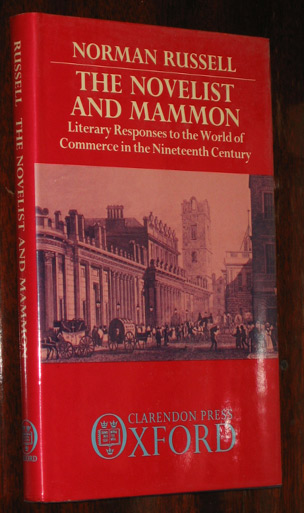 NORMAN RUSSELL
THE NOVELIST
AND MAMMON
Literary Responses to the World of
Commerce in the Nineteenth Century
CLARENDON PRESS
OXFORD
RUSSELL THE NOVELIST AND MAMMON